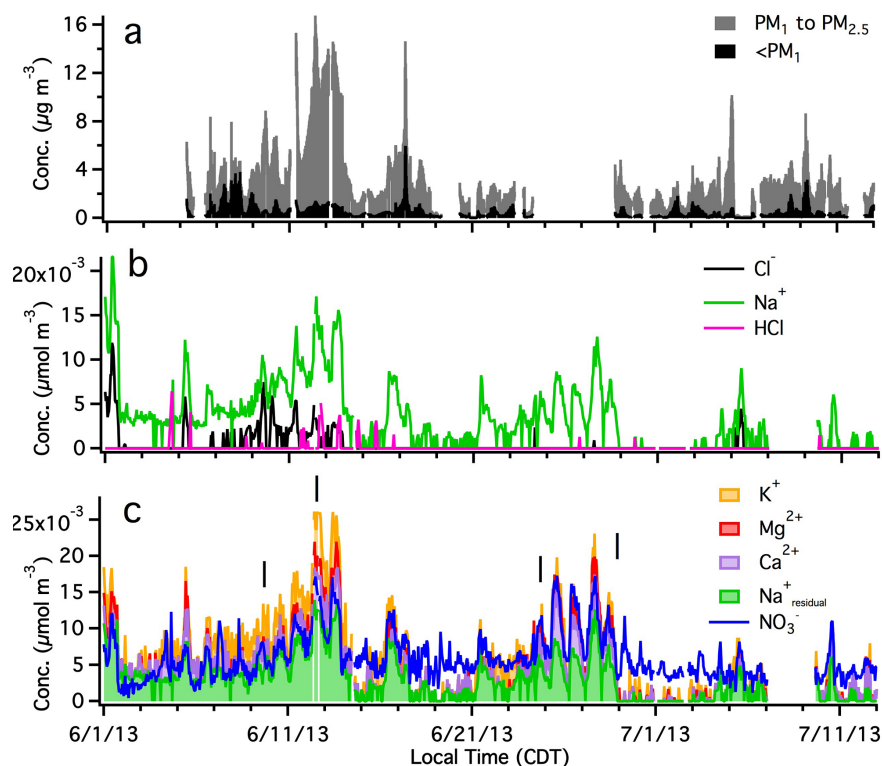 a
PM₁ to PM₂.₅
<PM₁
Conc. (µg m⁻³)
16
12
8
4
0
b
Cl⁻
Na⁺
HCl
Conc. (µmol m⁻³)
20x10⁻³
15
10
5
0
c
K⁺
Mg²⁺
Ca²⁺
Na⁺residual
NO₃⁻
Conc. (µmol m⁻³)
25x10⁻³
20
15
10
5
0
6/1/13
6/11/13
6/21/13
7/1/13
7/11/13
Local Time (CDT)